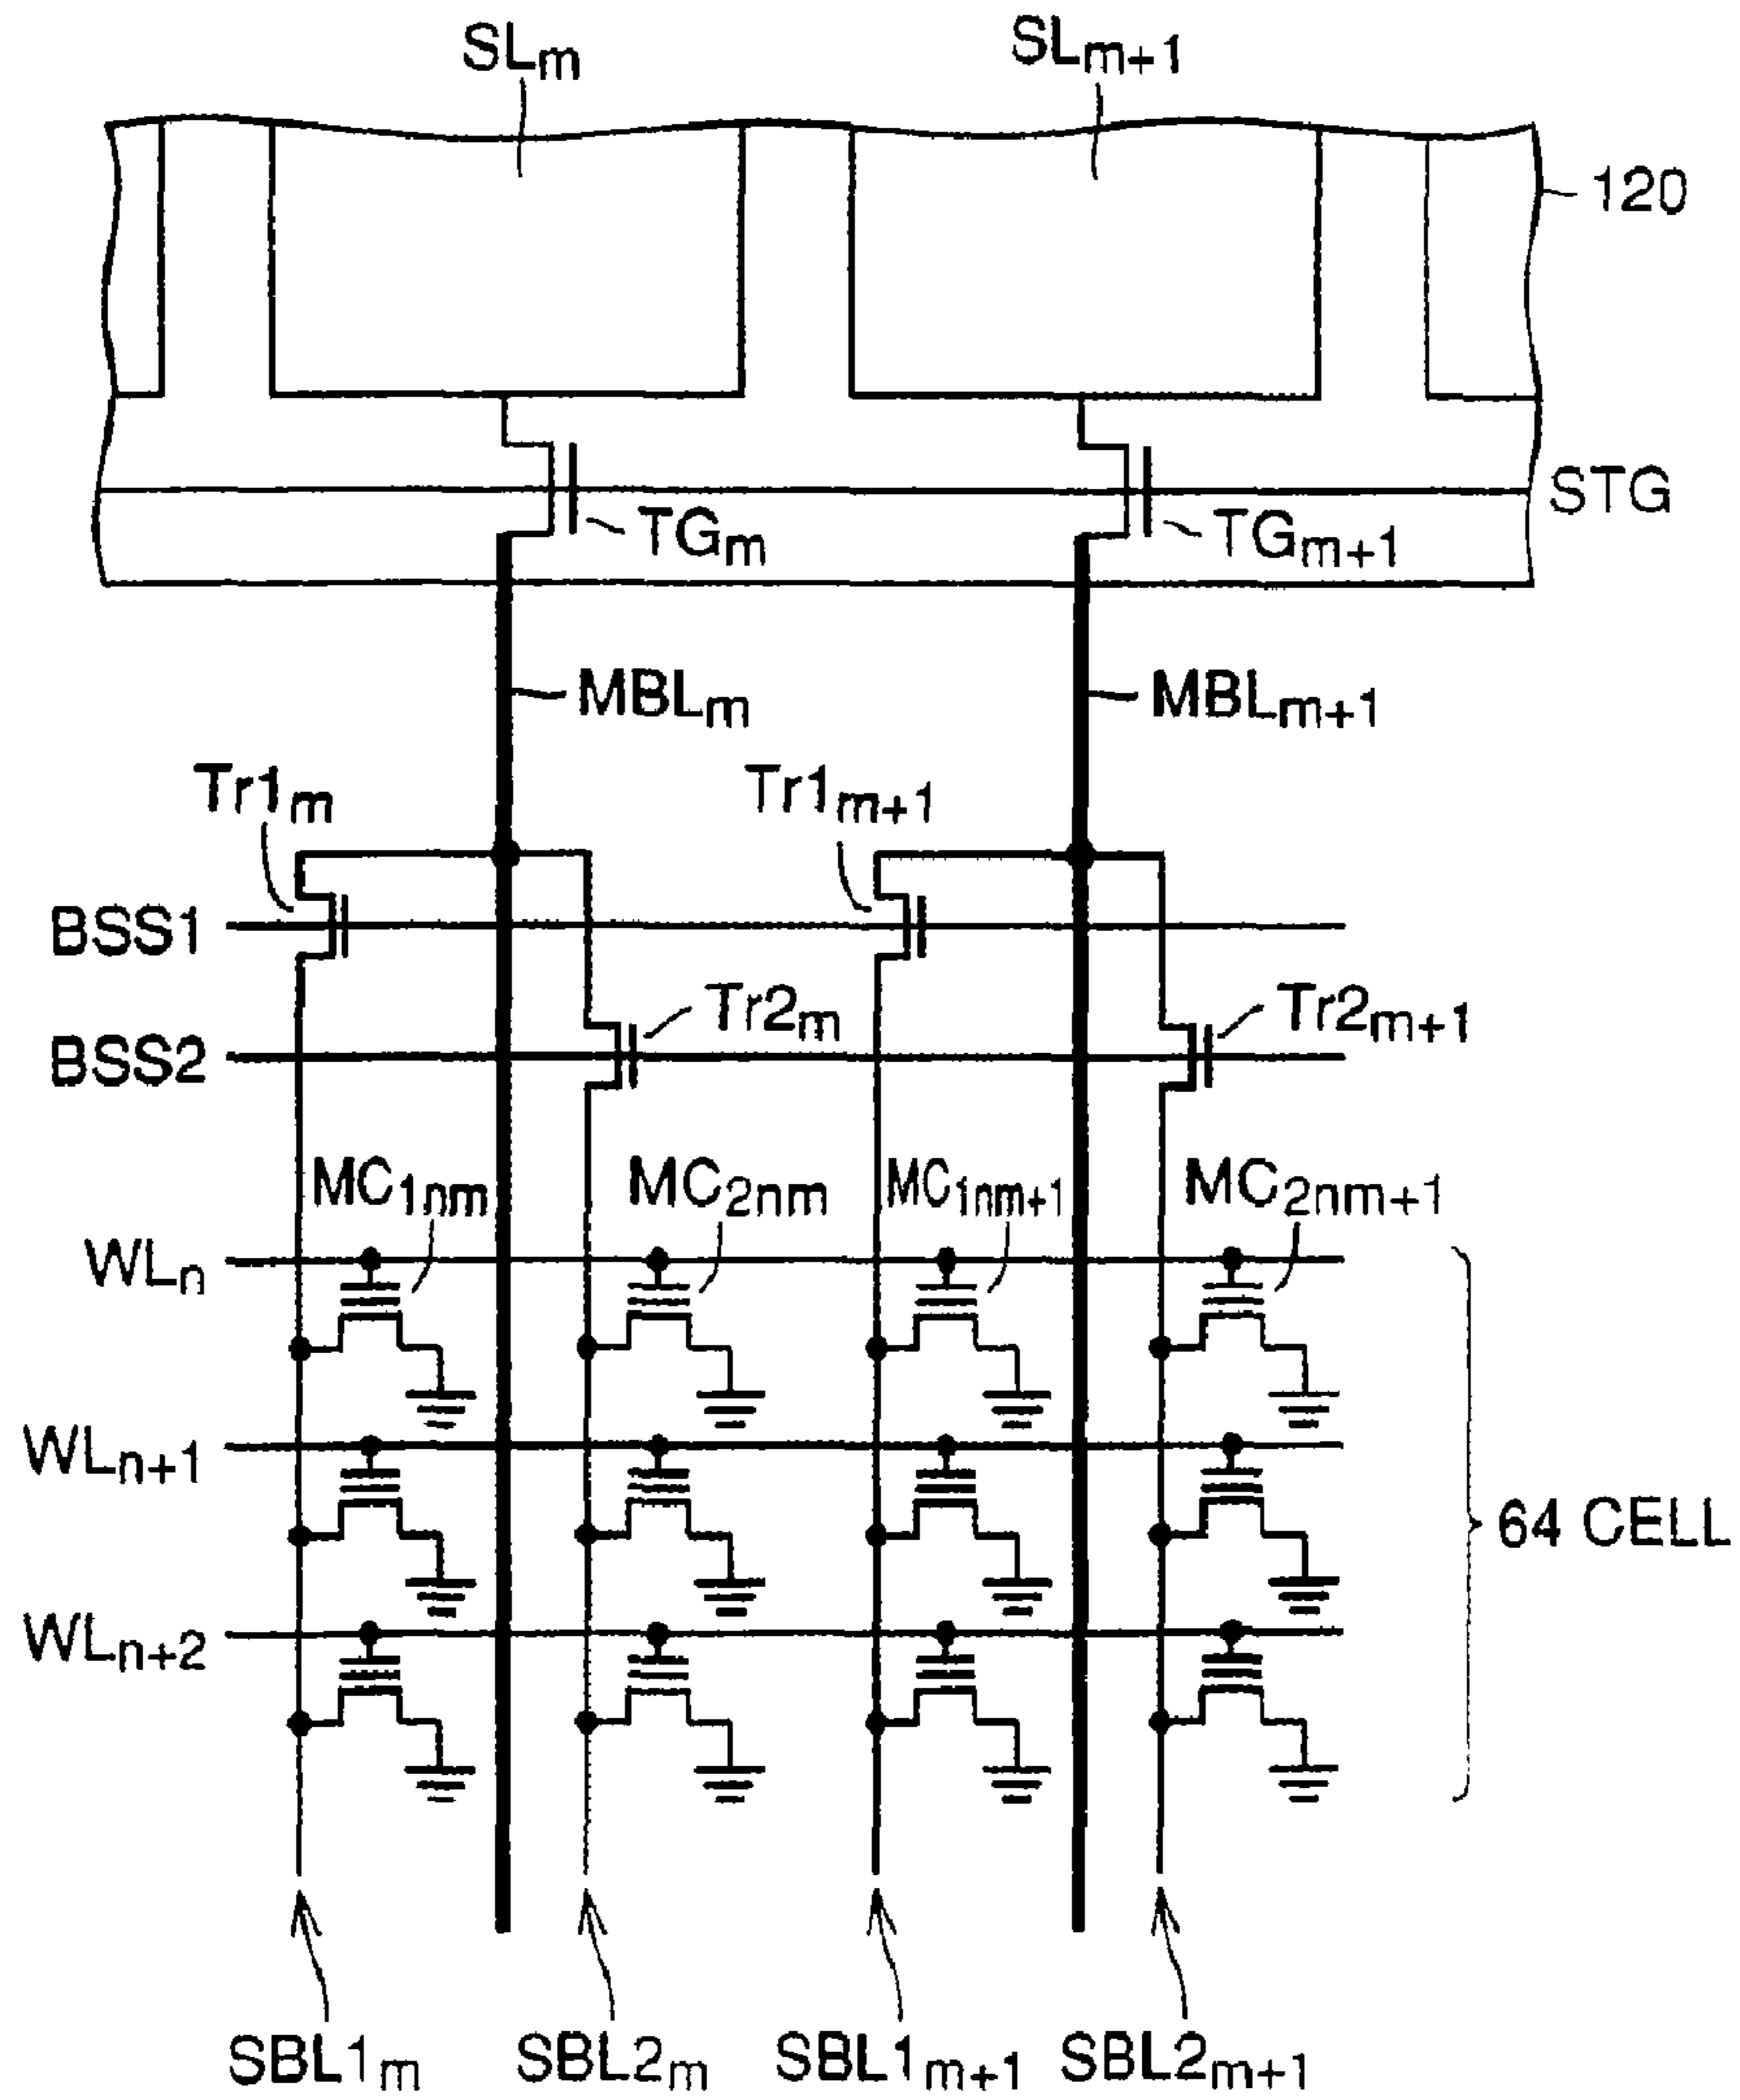 SLm SLm+1
120
STG
TGm TGm+1
MBLm MBLm+1
Tr1m Tr1m+1
BSS1
Tr2m Tr2m+1
BSS2
MC1nm MC2nm MC1nm+1 MC2nm+1
WLn
WLn+1
64 CELL
WLn+2
SBL1m SBL2m SBL1m+1 SBL2m+1